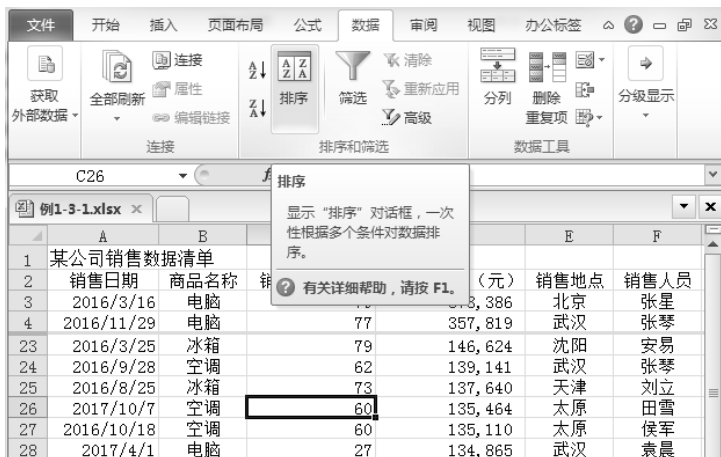 文件 开始 插入 页面布局 公式 数据 审阅 视图 办公标签
获取 外部数据 全部刷新 连接 属性 编辑链接 排序 筛选 清除 重新应用 高级 分列 删除 重复项 分级显示
连接 排序和筛选 数据工具
C26
例1-3-1.xlsx
排序
显示“排序”对话框，一次
性根据多个条件对数据排
序。
有关详细帮助，请按 F1。
A B E F
1 某公司销售数据清单
2 销售日期 商品名称 （元） 销售地点 销售人员
3 2016/3/16 电脑 386 北京 张星
4 2016/11/29 电脑 77 357,819 武汉 张琴
23 2016/3/25 冰箱 79 146,624 沈阳 安易
24 2016/9/28 空调 62 139,141 武汉 张琴
25 2016/8/25 冰箱 73 137,640 天津 刘立
26 2017/10/7 空调 60 135,464 太原 田雪
27 2016/10/18 空调 60 135,110 太原 侯军
28 2017/4/1 电脑 27 134,865 武汉 袁晨